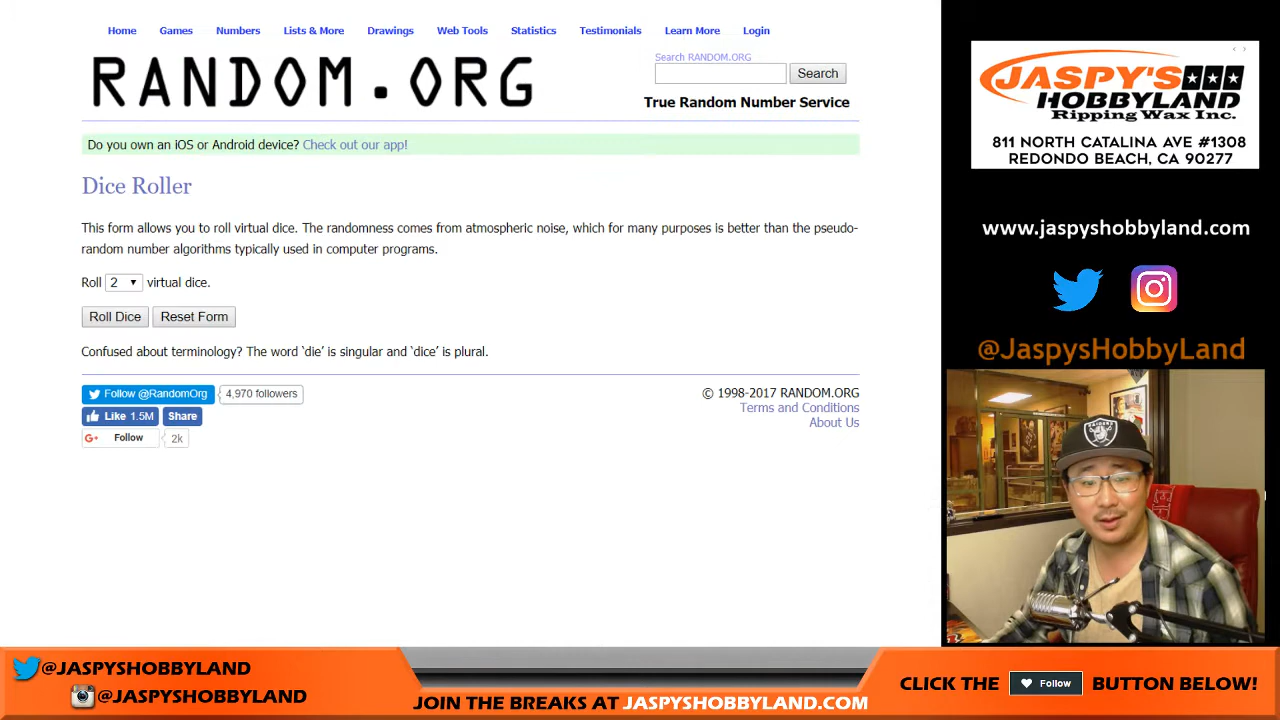 Home Games Numbers Lists & More Drawings Web Tools Statistics Testimonials Learn More Login
RANDOM.ORG
Search RANDOM.ORG
Search
True Random Number Service
Do you own an iOS or Android device? Check out our app!
Dice Roller
This form allows you to roll virtual dice. The randomness comes from atmospheric noise, which for many purposes is better than the pseudo-
random number algorithms typically used in computer programs.
Roll 2 virtual dice.
Roll Dice Reset Form
Confused about terminology? The word ‘die’ is singular and ‘dice’ is plural.
Follow @RandomOrg 4,970 followers
Like 1.5M Share
G+ Follow 2k
© 1998-2017 RANDOM.ORG
Terms and Conditions
About Us
JASPY'S
HOBBYLAND
Ripping Wax Inc.
811 NORTH CATALINA AVE #1308
REDONDO BEACH, CA 90277
www.jaspyshobbyland.com
@JaspysHobbyLand
RAIDERS
@JASPYSHOBBYLAND
@JASPYSHOBBYLAND
JOIN THE BREAKS AT JASPYSHOBBYLAND.COM
CLICK THE Follow BUTTON BELOW!